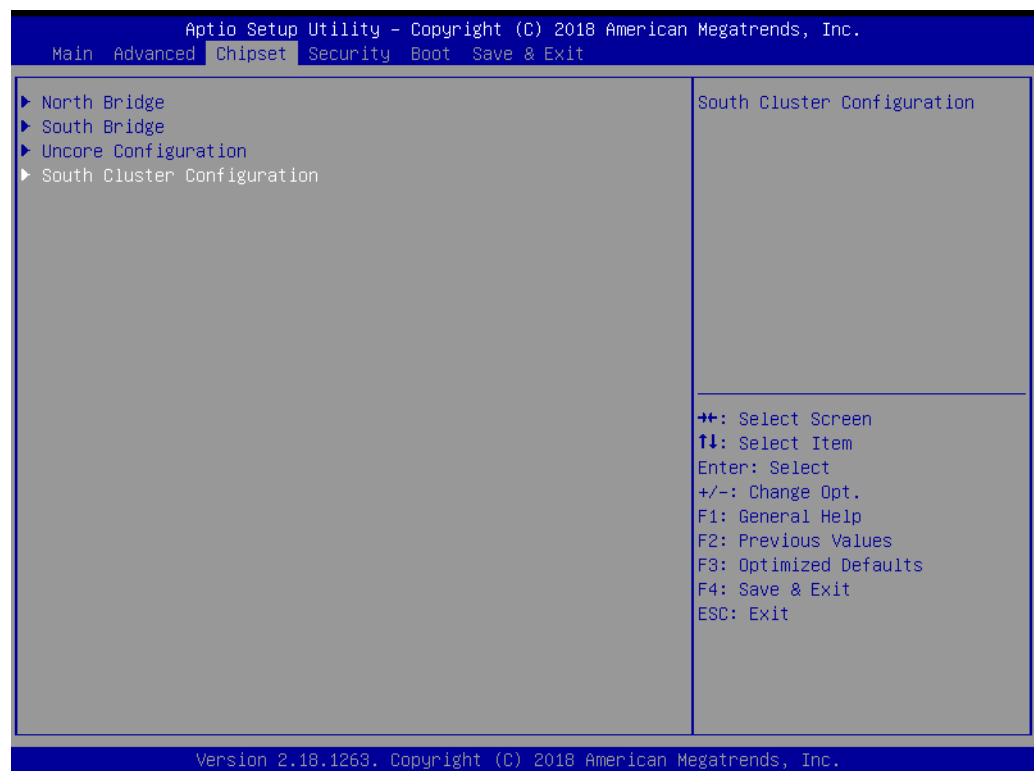 Aptio Setup Utility – Copyright (C) 2018 American Megatrends, Inc.
Main Advanced Chipset Security Boot Save & Exit
North Bridge
South Bridge
Uncore Configuration
South Cluster Configuration
South Cluster Configuration
→←: Select Screen
↑↓: Select Item
Enter: Select
+/-: Change Opt.
F1: General Help
F2: Previous Values
F3: Optimized Defaults
F4: Save & Exit
ESC: Exit
Version 2.18.1263. Copyright (C) 2018 American Megatrends, Inc.